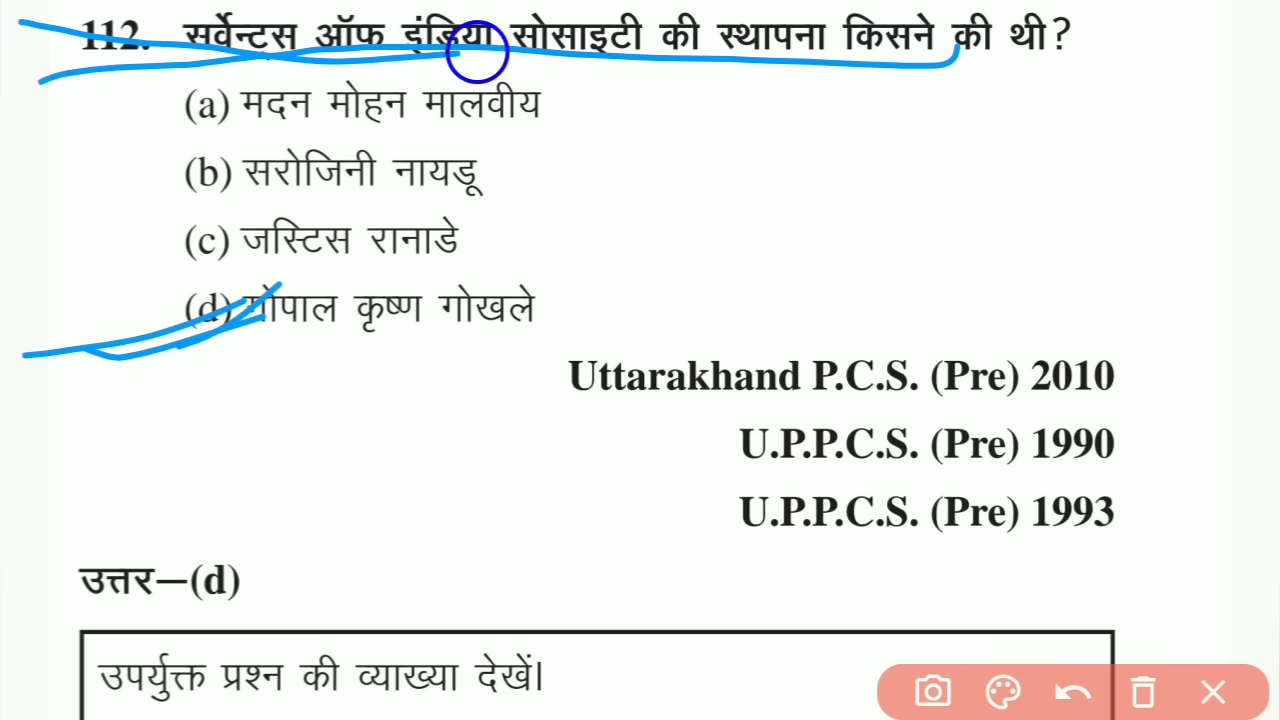 112. सर्वेन्ट्स ऑफ इंडिया सोसाइटी की स्थापना किसने की थी?
(a) मदन मोहन मालवीय
(b) सरोजिनी नायडू
(c) जस्टिस रानाडे
(d) गोपाल कृष्ण गोखले
Uttarakhand P.C.S. (Pre) 2010
U.P.P.C.S. (Pre) 1990
U.P.P.C.S. (Pre) 1993
उत्तर—(d)
उपर्युक्त प्रश्न की व्याख्या देखें।